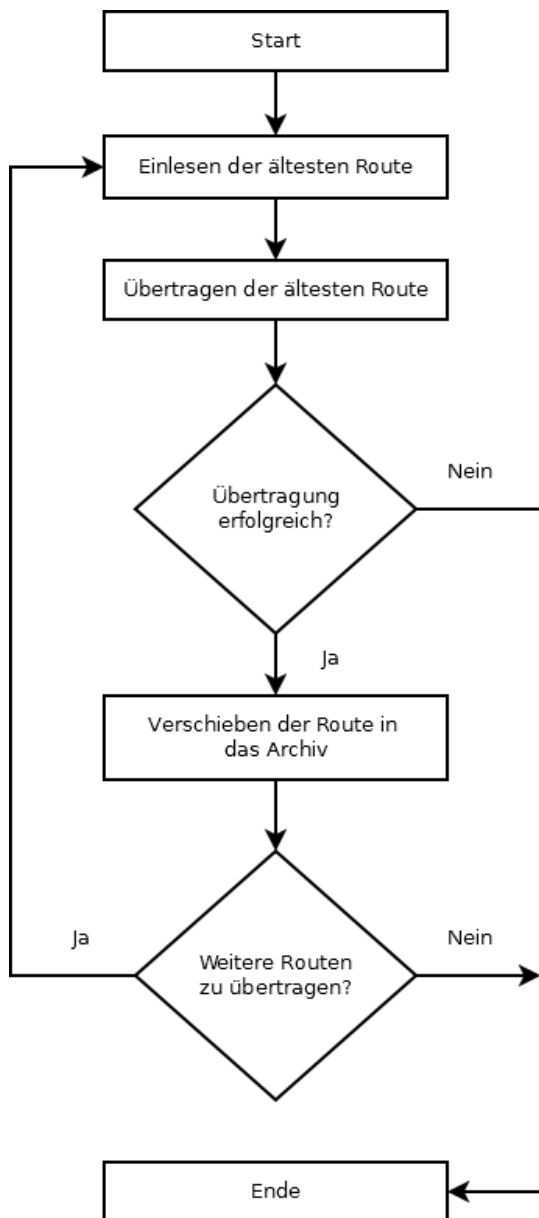 Start
Einlesen der ältesten Route
Übertragen der ältesten Route
Übertragung
erfolgreich?
Nein
Ja
Verschieben der Route in
das Archiv
Ja
Weitere Routen
zu übertragen?
Nein
Ende